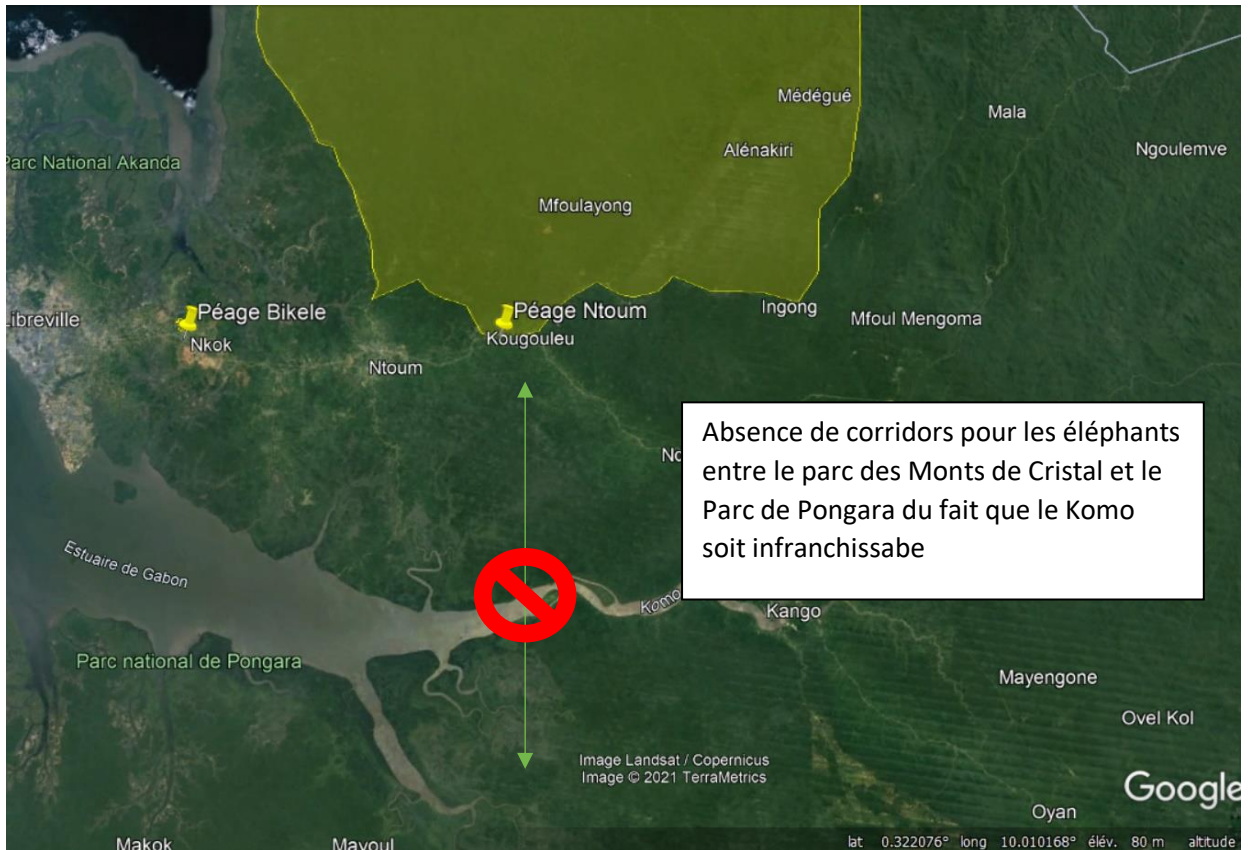 Médégué
Mala
Alénakiri
Ngoulemve
Parc National Akanda
Mfoulayong
Péage Bikele
Péage Ntoum
Ingong
Libreville
Mfoul Mengoma
Nkok
Kougouleu
Ntoum
Absence de corridors pour les éléphants
entre le parc des Monts de Cristal et le
Parc de Pongara du fait que le Komo
soit infranchissabe
Estuaire de Gabon
Komo
Kango
Parc national de Pongara
Mayengone
Ovel Kol
Image Landsat / Copernicus
Image © 2021 TerraMetrics
Google
Oyan
Makok
Mayoul
lat 0.322076° long 10.010168° élév. 80 m altitude